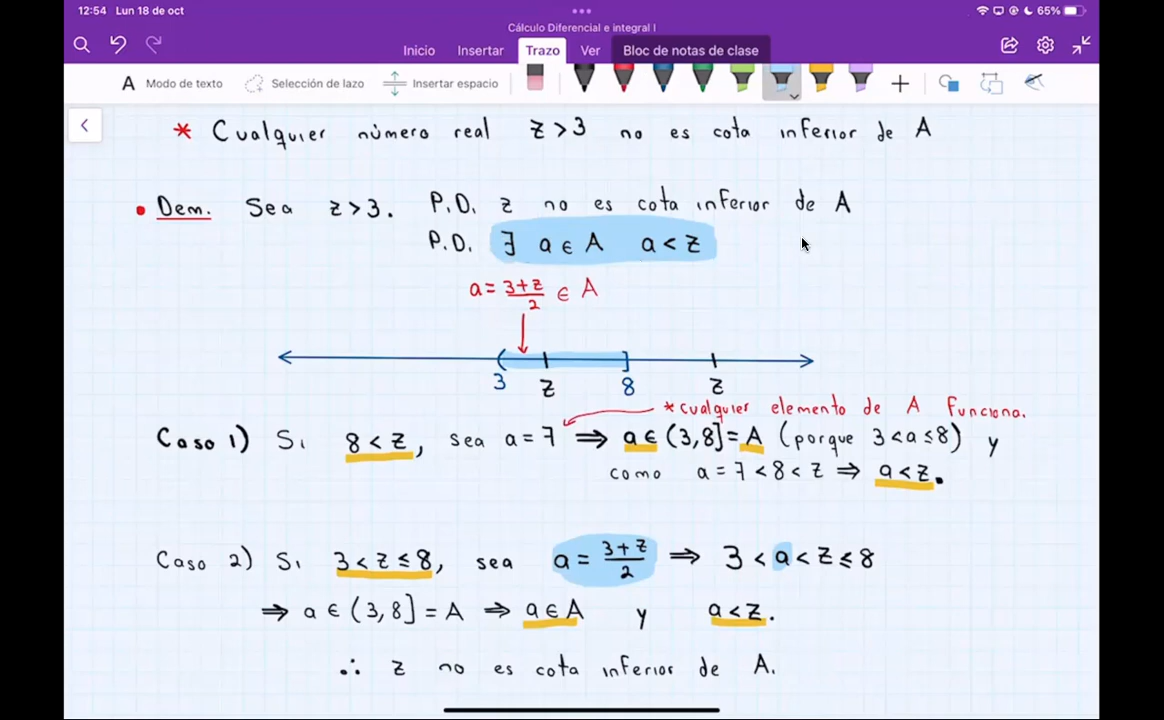 12:54 Lun 18 de oct
65%
Cálculo Diferencial e integral I
Inicio Insertar Trazo Ver Bloc de notas de clase
A Modo de texto Selección de lazo Insertar espacio
* Cualquier número real z > 3 no es cota inferior de A
• Dem. Sea z > 3. P.D. z no es cota inferior de A
P.D. ∃ a ∈ A a < z
a = (3+z)/2 ∈ A
3 z 8 z
* cualquier elemento de A funciona.
Caso 1) Si 8 < z, sea a = 7 ⟹ a ∈ (3,8] = A (porque 3 < a ≤ 8) y
como a = 7 < 8 < z ⟹ a < z.
Caso 2) Si 3 < z ≤ 8, sea a = (3+z)/2 ⟹ 3 < a < z ≤ 8
⟹ a ∈ (3,8] = A ⟹ a ∈ A y a < z.
∴ z no es cota inferior de A.